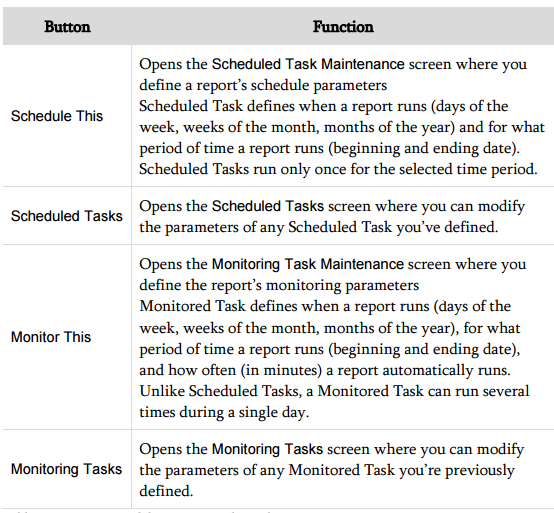 Button Function
Opens the Scheduled Task Maintenance screen where you
define a report's schedule parameters
Schedule This
Scheduled Task defines when a report runs (days of the
week, weeks of the month, months of the year) and for what
period of time a report runs (beginning and ending date).
Scheduled Tasks run only once for the selected time period.
Scheduled Tasks
Opens the Scheduled Tasks screen where you can modify
the parameters of any Scheduled Task you've defined.
Opens the Monitoring Task Maintenance screen where you
define the report's monitoring parameters
Monitor This
Monitored Task defines when a report runs (days of the
week, weeks of the month, months of the year), for what
period of time a report runs (beginning and ending date),
and how often (in minutes) a report automatically runs.
Unlike Scheduled Tasks, a Monitored Task can run several
times during a single day.
Monitoring Tasks
Opens the Monitoring Tasks screen where you can modify
the parameters of any Monitored Task you're previously
defined.